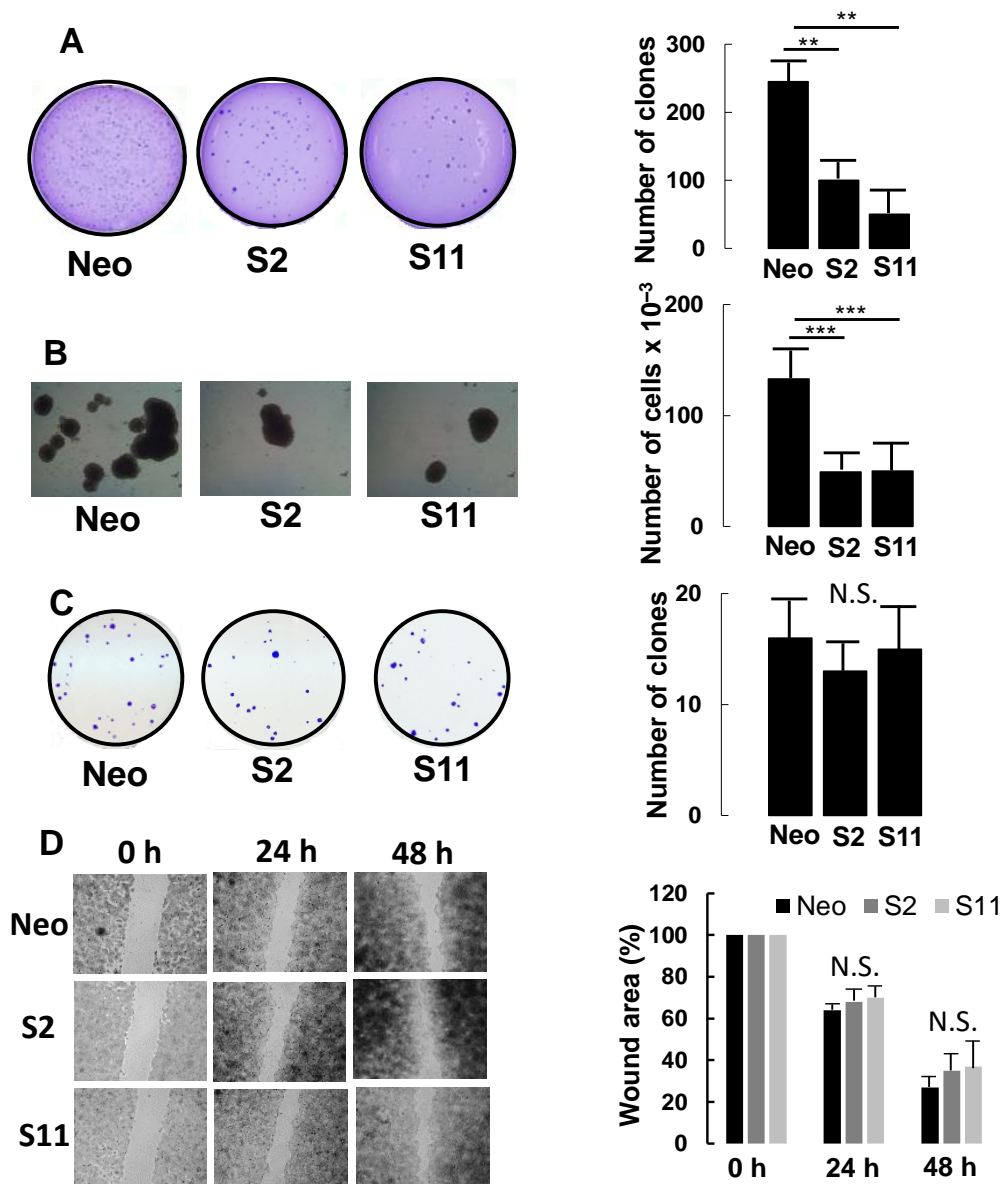 A
Neo
S2
S11
Number of clones
300
200
100
0
**
**
Neo
S2
S11
B
Neo
S2
S11
Number of cells x 10⁻³
200
100
0
***
***
Neo
S2
S11
C
Neo
S2
S11
Number of clones
20
10
0
N.S.
Neo
S2
S11
D
0 h
24 h
48 h
Neo
S2
S11
Wound area (%)
120
100
80
60
40
20
0
Neo
S2
S11
N.S.
N.S.
0 h
24 h
48 h